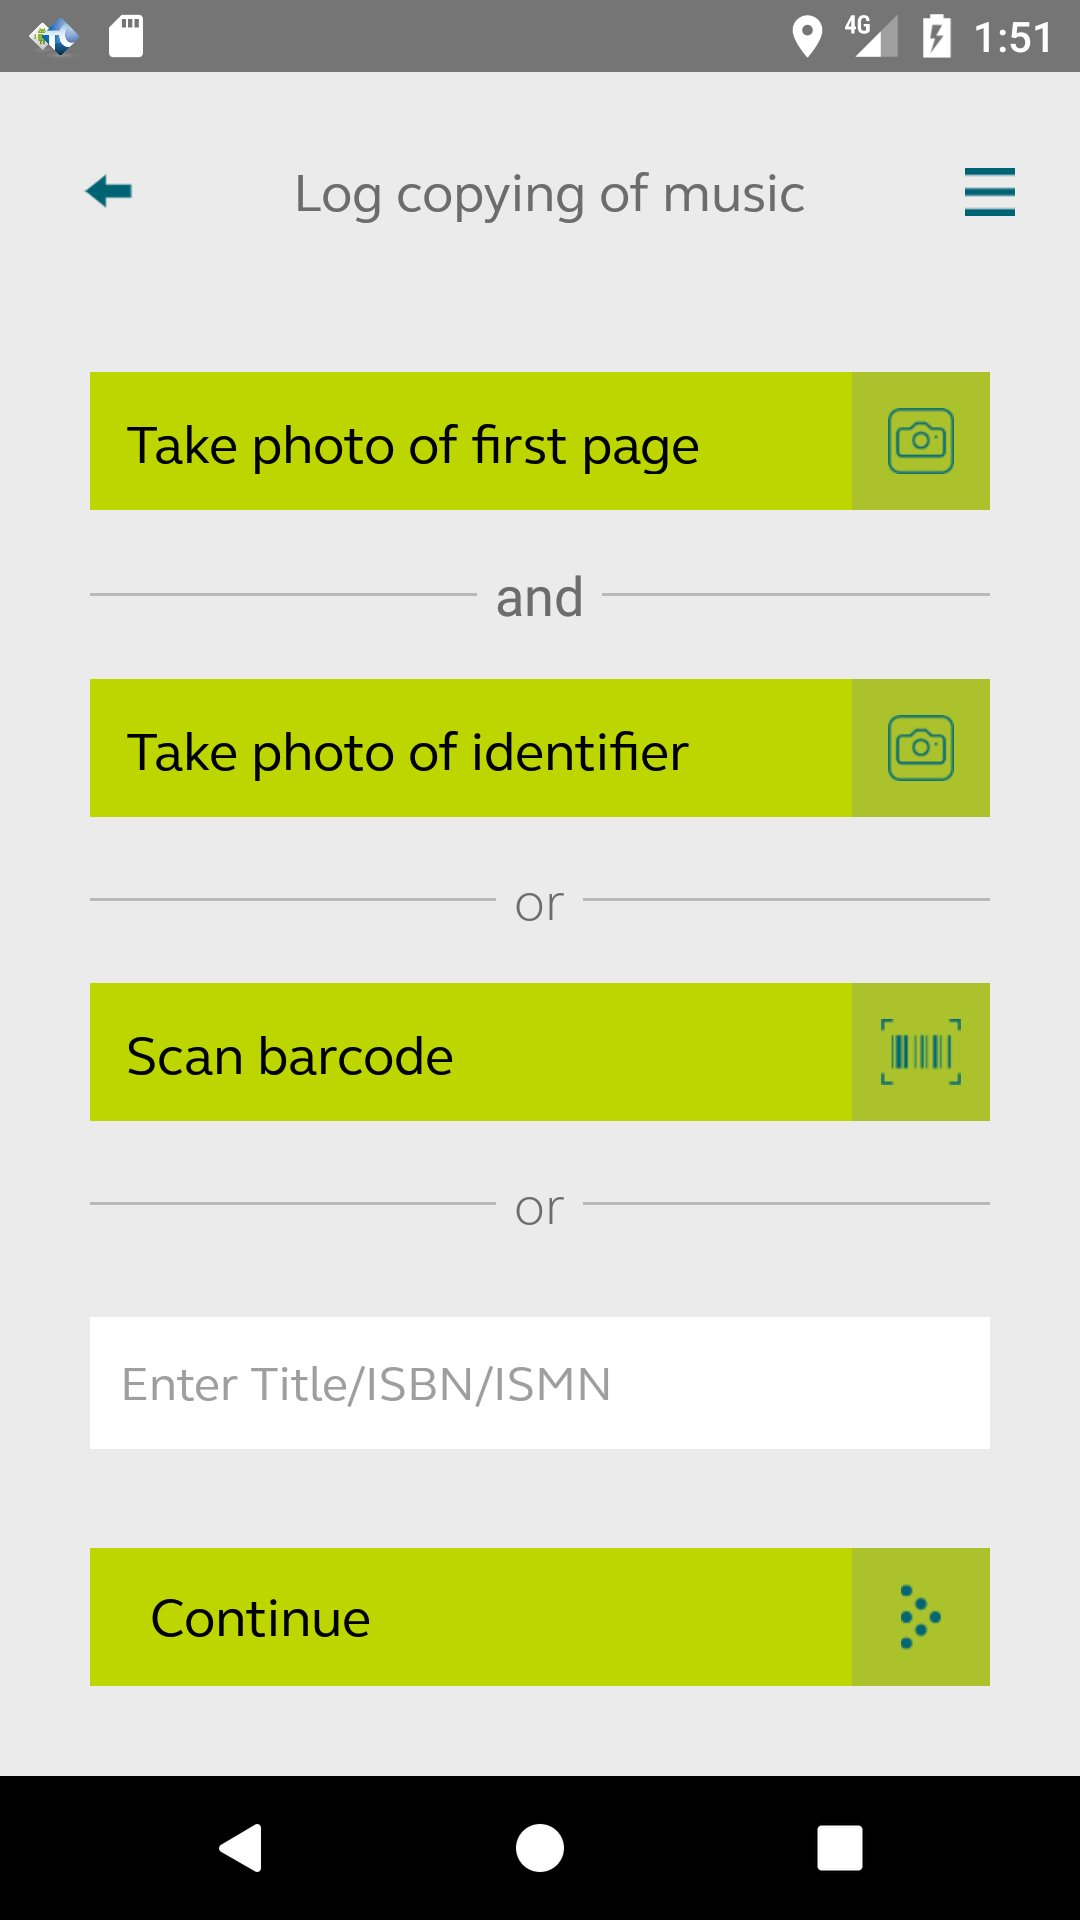 4G 1:51
Log copying of music
Take photo of first page
and
Take photo of identifier
or
Scan barcode
or
Enter Title/ISBN/ISMN
Continue